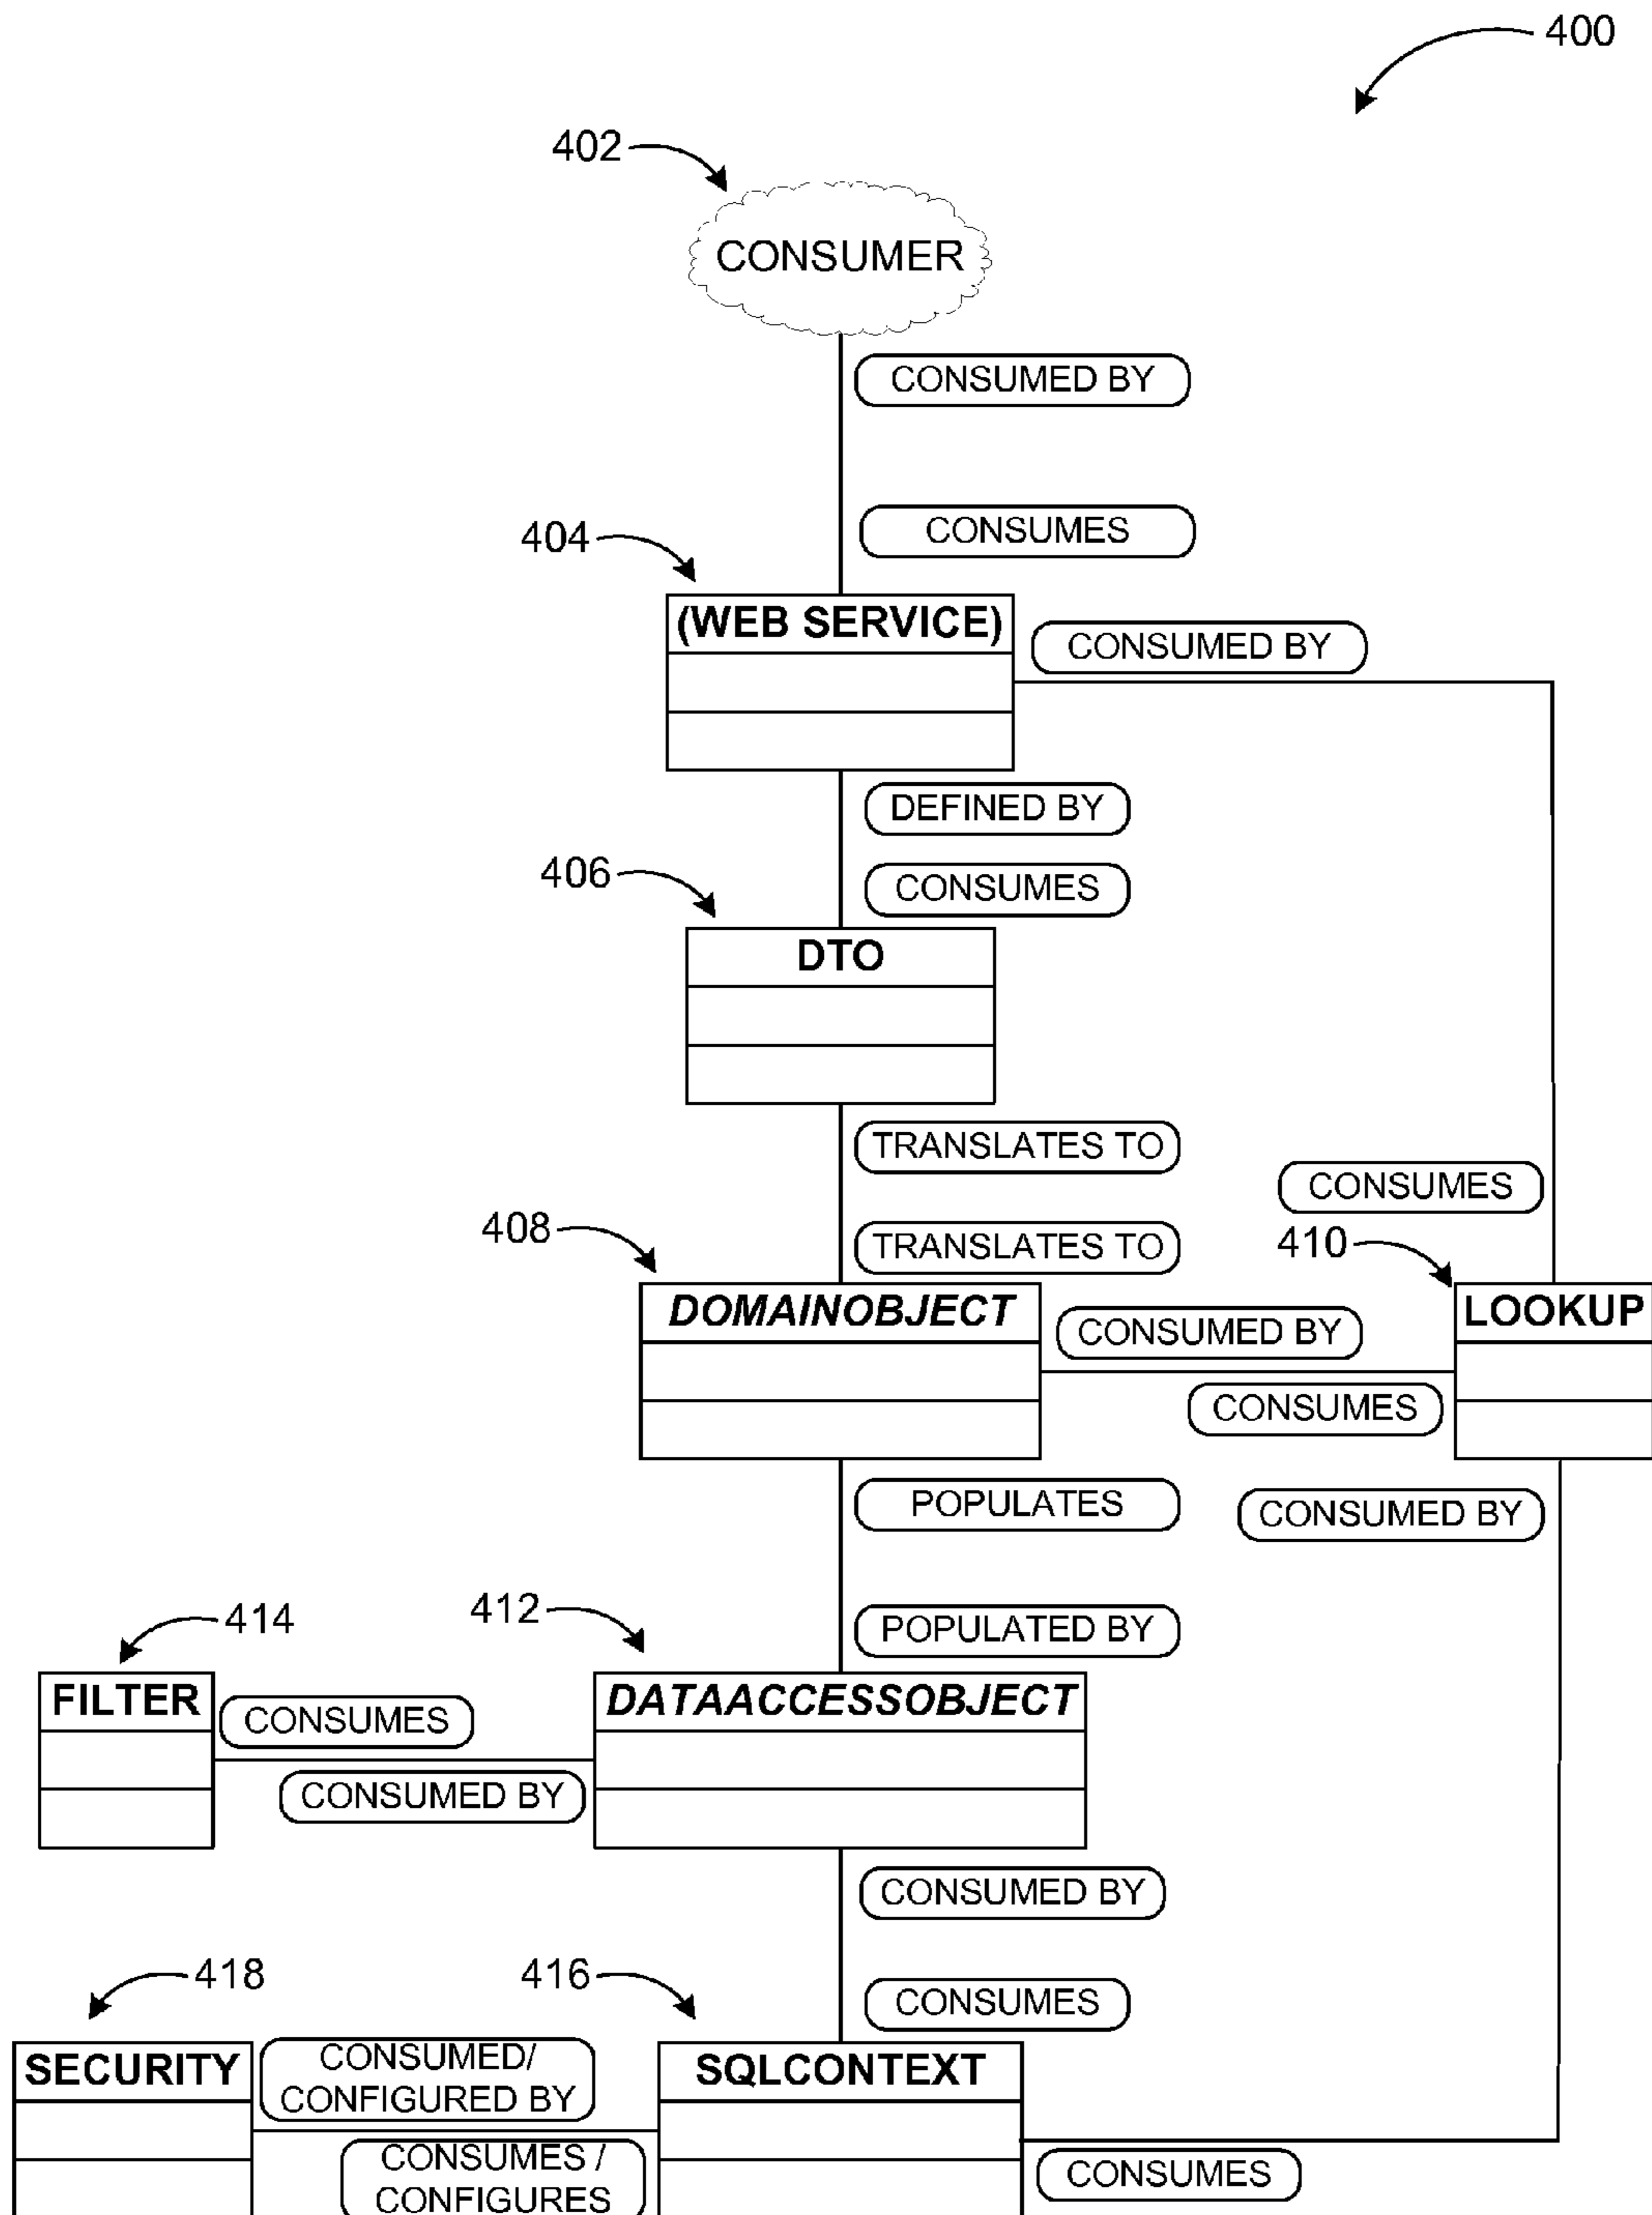 400
402
CONSUMER
CONSUMED BY
CONSUMES
404
(WEB SERVICE)
CONSUMED BY
DEFINED BY
CONSUMES
406
DTO
TRANSLATES TO
CONSUMES
TRANSLATES TO
408
410
DOMAINOBJECT
LOOKUP
CONSUMED BY
CONSUMES
POPULATES
CONSUMED BY
POPULATED BY
414
412
FILTER
CONSUMES
DATAACCESSOBJECT
CONSUMED BY
CONSUMED BY
418
416
CONSUMES
SECURITY
CONSUMED/
CONFIGURED BY
SQLCONTEXT
CONSUMES /
CONFIGURES
CONSUMES